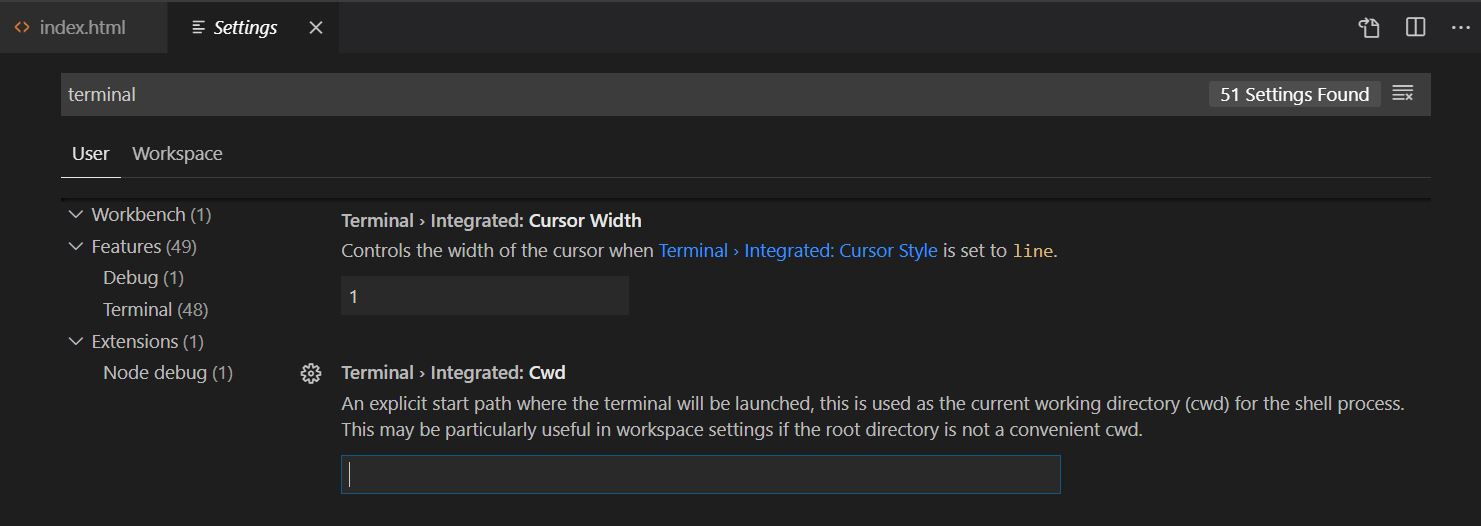 index.html
Settings
terminal
51 Settings Found
User
Workspace
Workbench (1)
Features (49)
Debug (1)
Terminal (48)
Extensions (1)
Node debug (1)
Terminal › Integrated: Cursor Width
Controls the width of the cursor when Terminal › Integrated: Cursor Style is set to line.
1
Terminal › Integrated: Cwd
An explicit start path where the terminal will be launched, this is used as the current working directory (cwd) for the shell process.
This may be particularly useful in workspace settings if the root directory is not a convenient cwd.